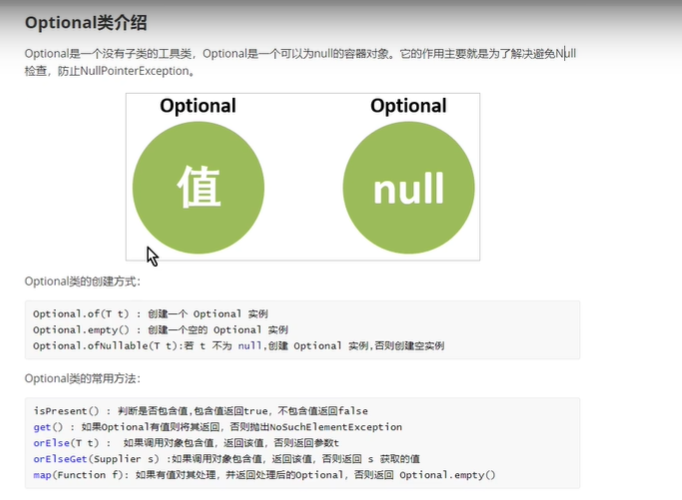 Optional类介绍
Optional是一个没有子类的工具类，Optional是一个可以为null的容器对象。它的作用主要就是为了解决避免Null
检查，防止NullPointerException。
Optional Optional
值 null
Optional类的创建方式：
Optional.of(T t) : 创建一个 Optional 实例
Optional.empty() : 创建一个空的 Optional 实例
Optional.ofNullable(T t):若 t 不为 null,创建 Optional 实例,否则创建空实例
Optional类的常用方法：
isPresent() : 判断是否包含值,包含值返回true, 不包含值返回false
get() : 如果Optional有值则将其返回, 否则抛出NoSuchElementException
orElse(T t) : 如果调用对象包含值, 返回该值, 否则返回参数t
orElseGet(Supplier s) :如果调用对象包含值, 返回该值, 否则返回 s 获取的值
map(Function f): 如果有值对其处理, 并返回处理后的Optional, 否则返回 Optional.empty()